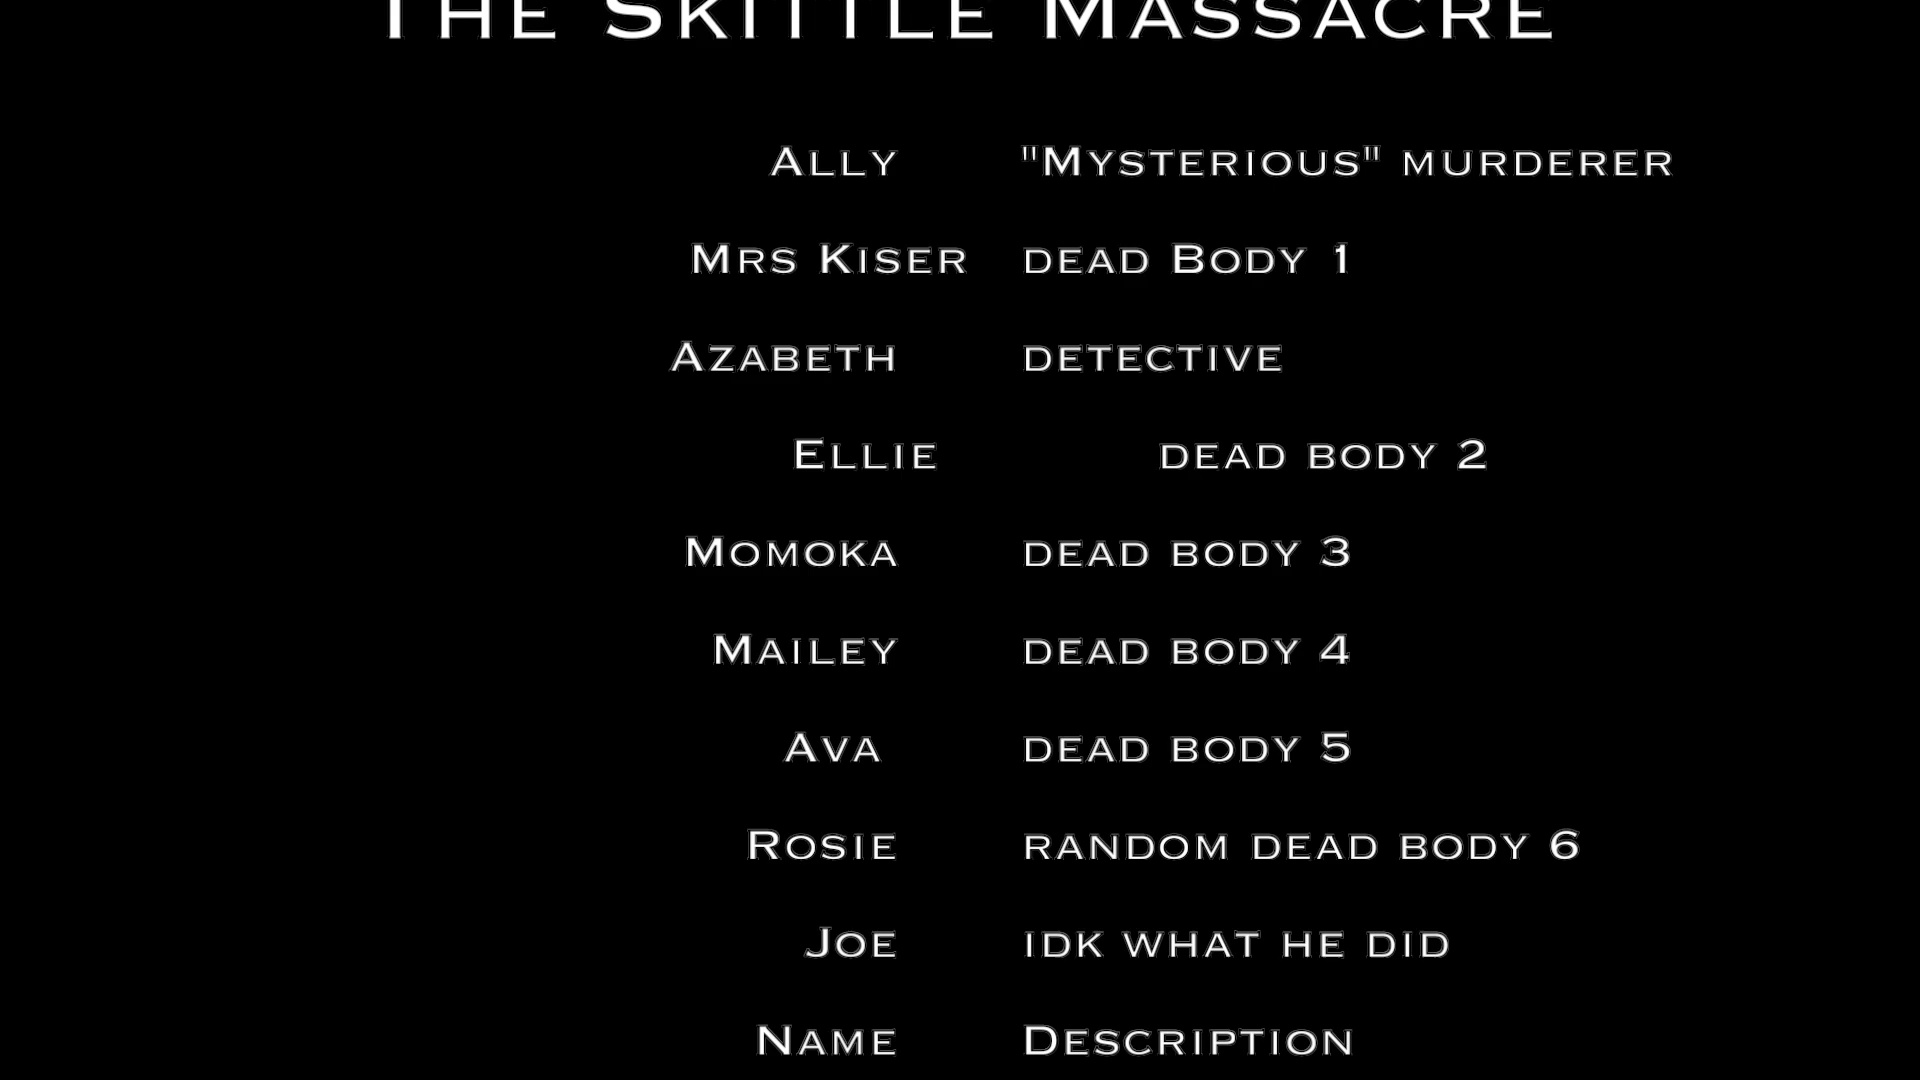 The Skittle Massacre
Ally "Mysterious" murderer
Mrs Kiser dead Body 1
Azabeth detective
Ellie dead body 2
Momoka dead body 3
Mailey dead body 4
Ava dead body 5
Rosie random dead body 6
Joe idk what he did
Name Description